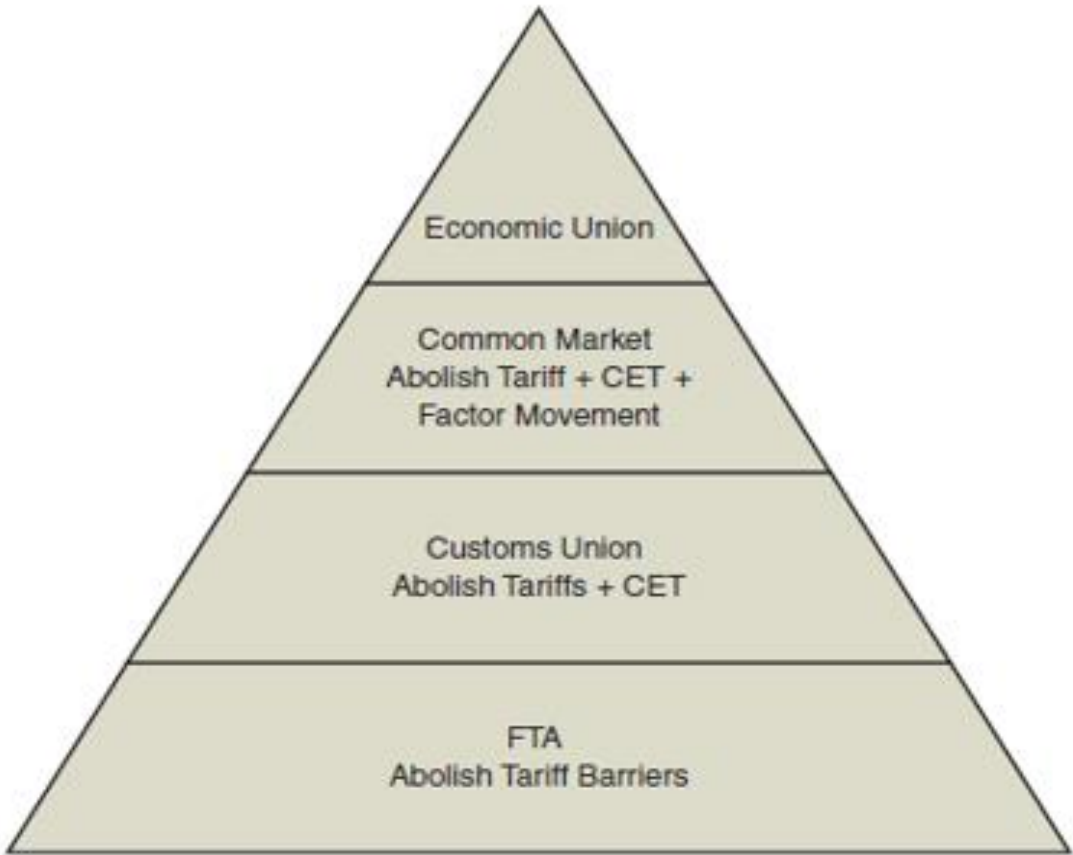 Economic Union
Common Market
Abolish Tariff + CET +
Factor Movement
Customs Union
Abolish Tariffs + CET
FTA
Abolish Tariff Barriers